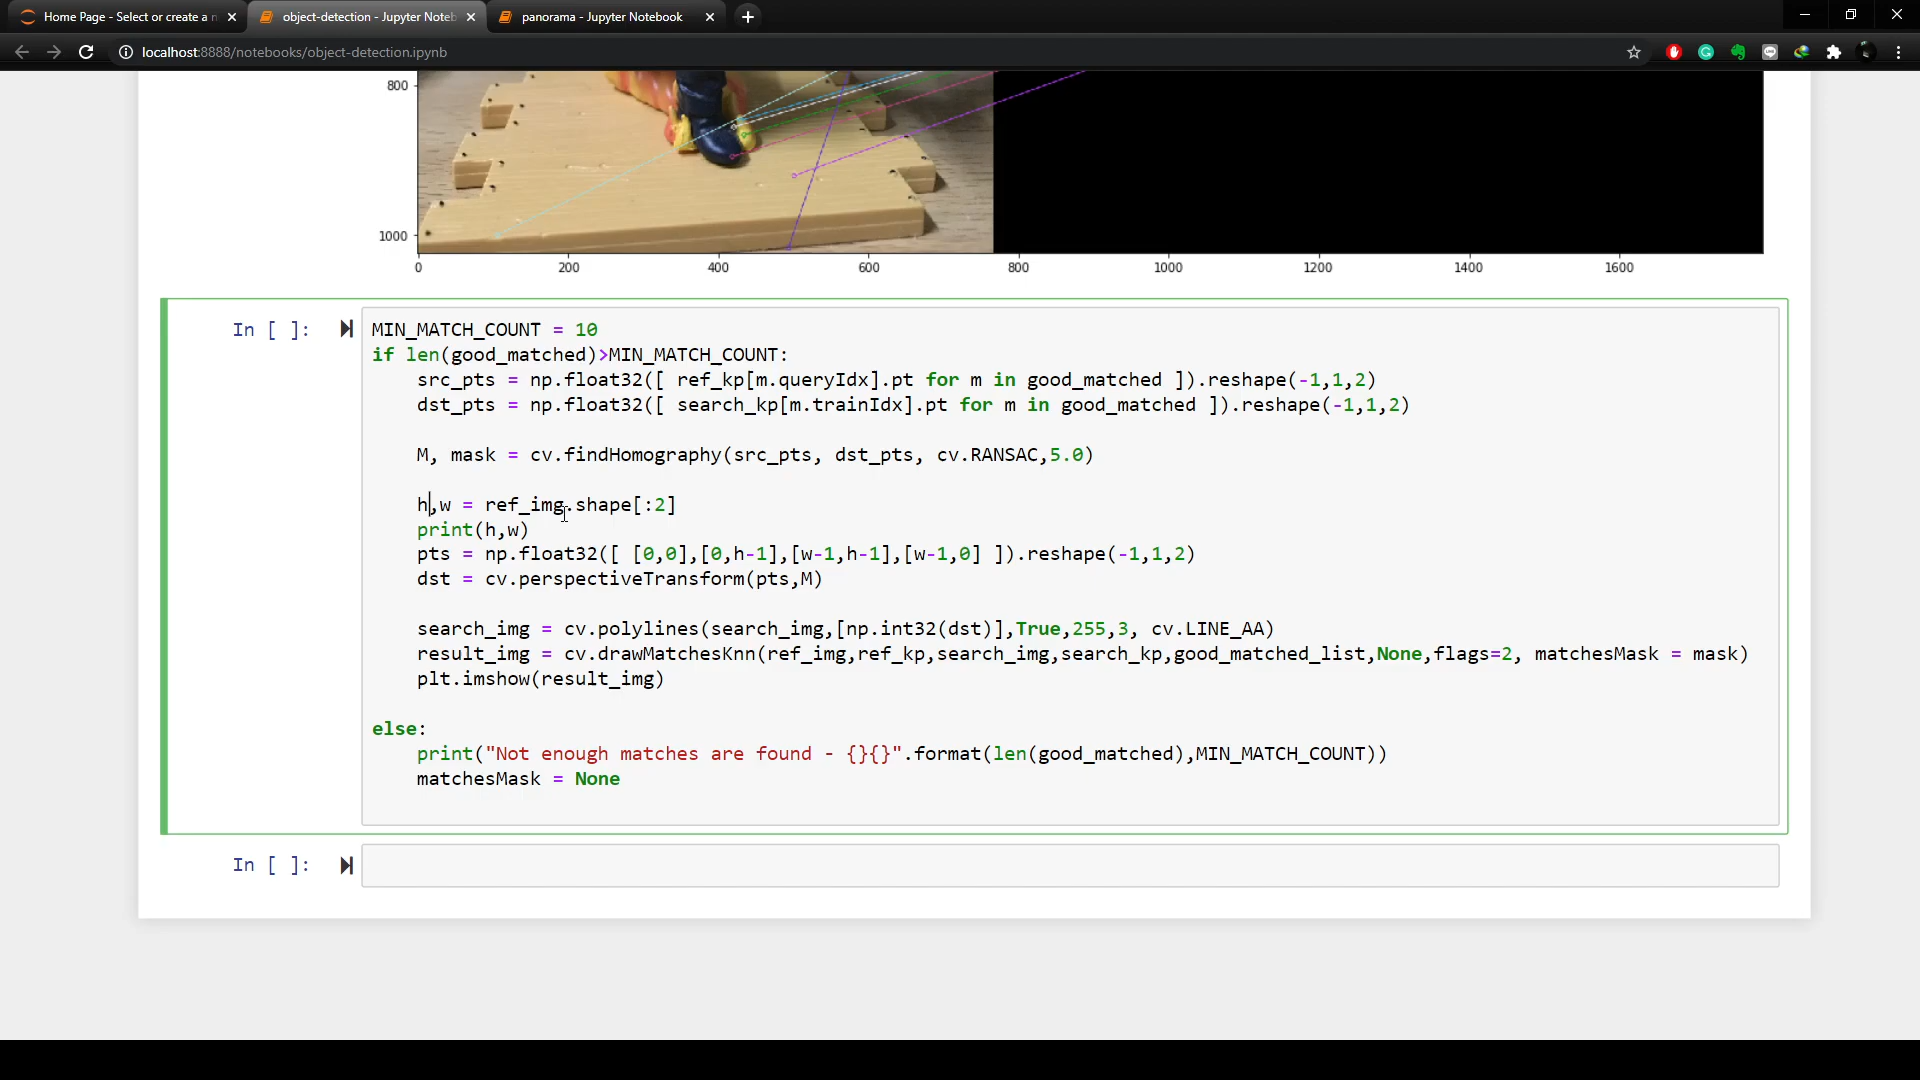 Home Page - Select or create a n
object-detection - Jupyter Noteb
panorama - Jupyter Notebook
localhost:8888/notebooks/object-detection.ipynb
800
1000
0 200 400 600 800 1000 1200 1400 1600
In [ ]:
MIN_MATCH_COUNT = 10
if len(good_matched)>MIN_MATCH_COUNT:
    src_pts = np.float32([ ref_kp[m.queryIdx].pt for m in good_matched ]).reshape(-1,1,2)
    dst_pts = np.float32([ search_kp[m.trainIdx].pt for m in good_matched ]).reshape(-1,1,2)
    M, mask = cv.findHomography(src_pts, dst_pts, cv.RANSAC,5.0)
    h,w = ref_img.shape[:2]
    print(h,w)
    pts = np.float32([ [0,0],[0,h-1],[w-1,h-1],[w-1,0] ]).reshape(-1,1,2)
    dst = cv.perspectiveTransform(pts,M)
    search_img = cv.polylines(search_img,[np.int32(dst)],True,255,3, cv.LINE_AA)
    result_img = cv.drawMatchesKnn(ref_img,ref_kp,search_img,search_kp,good_matched_list,None,flags=2, matchesMask = mask)
    plt.imshow(result_img)
else:
    print("Not enough matches are found - {}{}".format(len(good_matched),MIN_MATCH_COUNT))
    matchesMask = None
In [ ]: